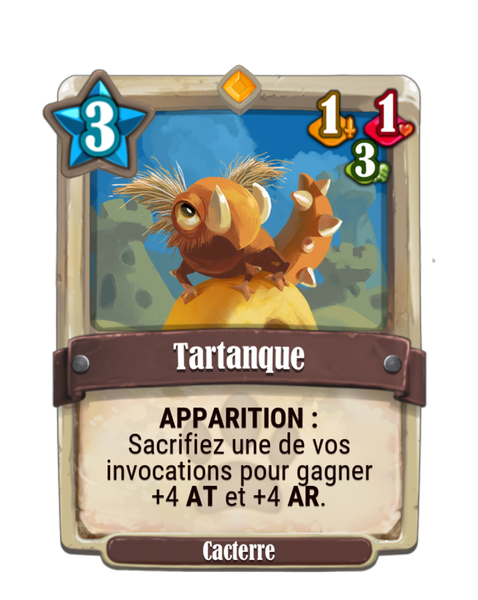 3
1
1
3
Tartanque
APPARITION :
Sacrifiez une de vos
invocations pour gagner
+4 AT et +4 AR.
Cacterre